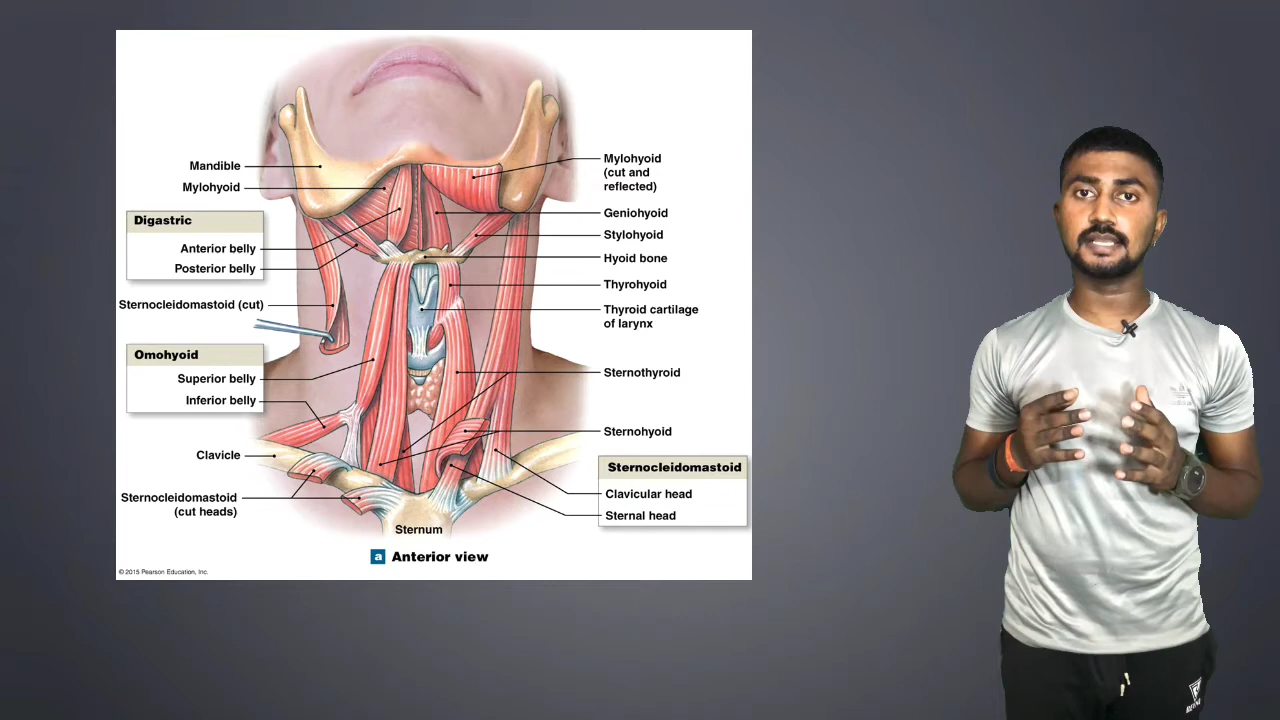 Mandible
Mylohyoid
Digastric
Anterior belly
Posterior belly
Sternocleidomastoid (cut)
Omohyoid
Superior belly
Inferior belly
Clavicle
Sternocleidomastoid
(cut heads)
Mylohyoid
(cut and
reflected)
Geniohyoid
Stylohyoid
Hyoid bone
Thyrohyoid
Thyroid cartilage
of larynx
Sternothyroid
Sternohyoid
Sternocleidomastoid
Clavicular head
Sternal head
Sternum
a Anterior view
© 2015 Pearson Education, Inc.